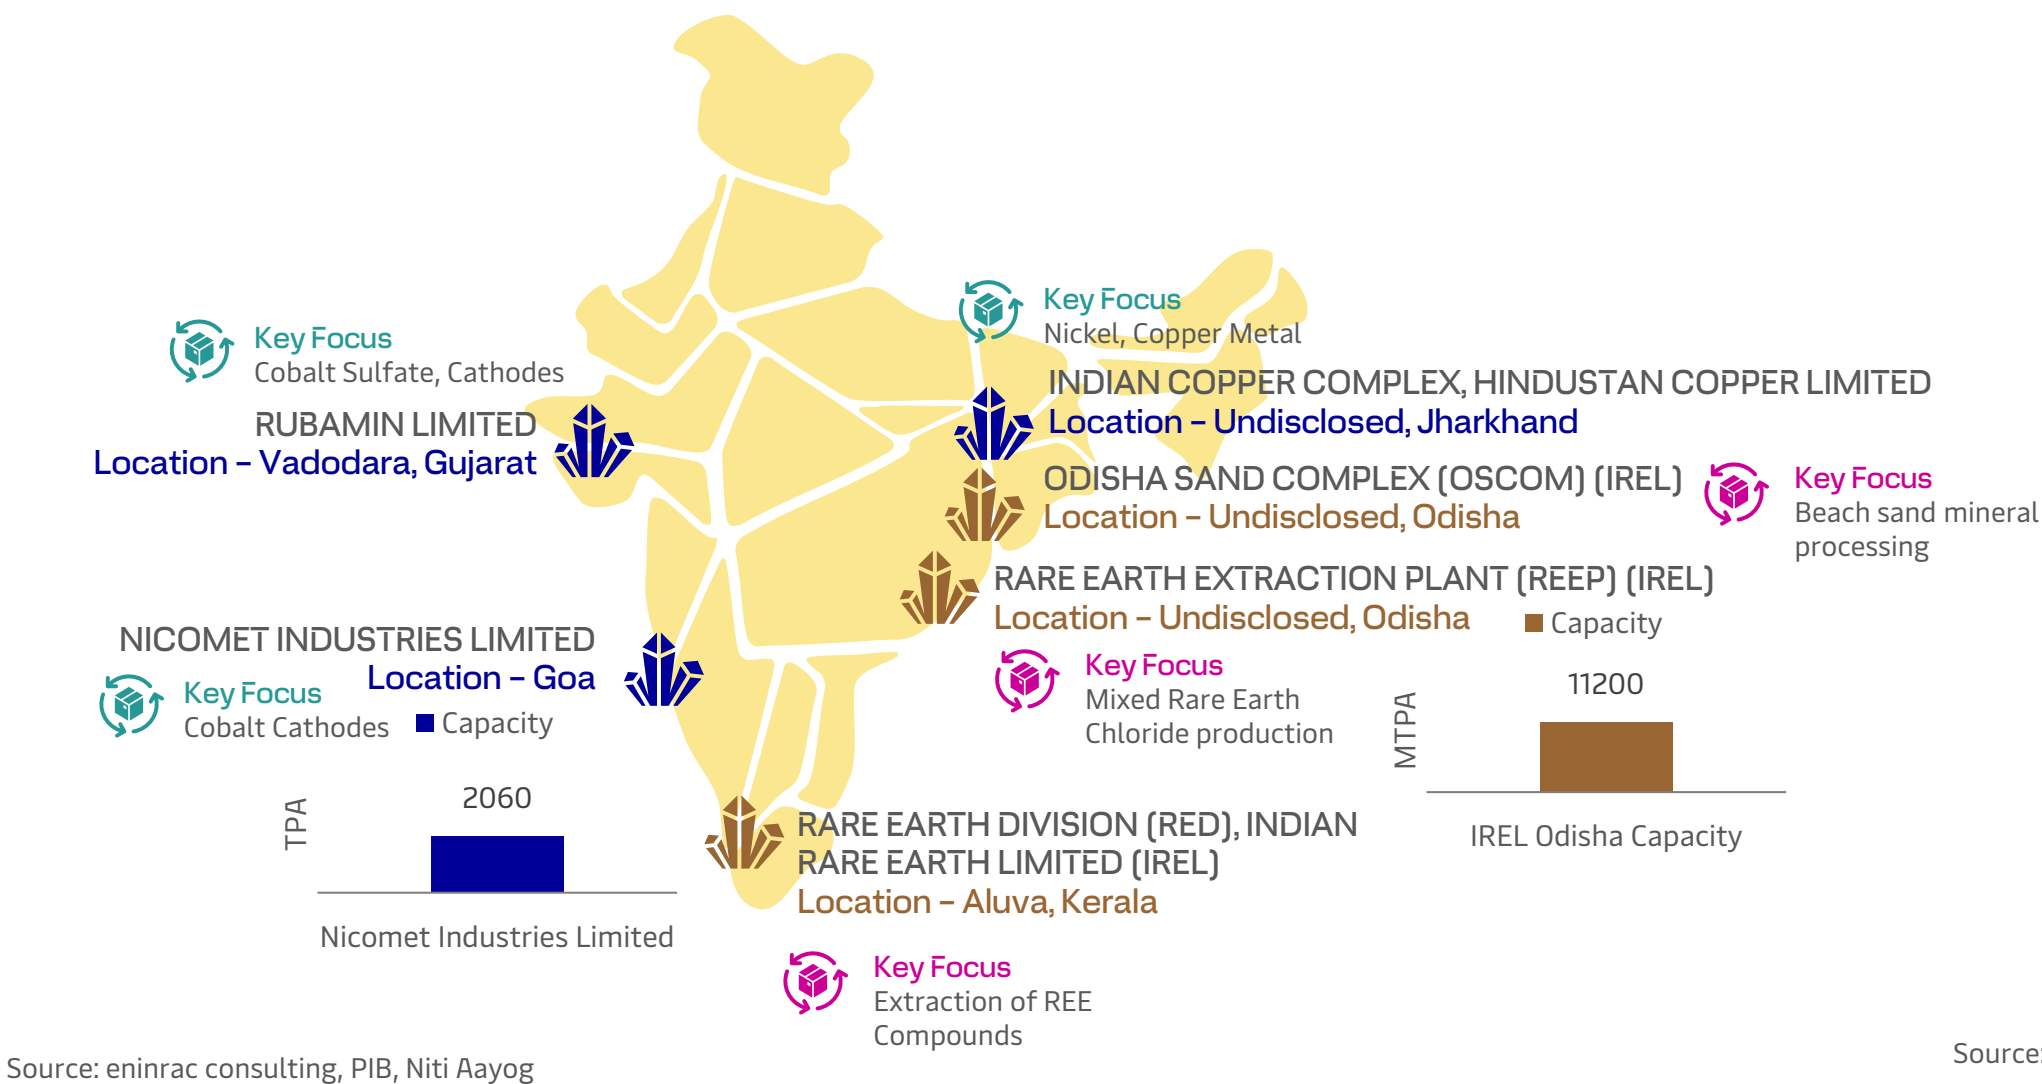 Key Focus
Cobalt Sulfate, Cathodes
RUBAMIN LIMITED
Location – Vadodara, Gujarat
Key Focus
Nickel, Copper Metal
INDIAN COPPER COMPLEX, HINDUSTAN COPPER LIMITED
Location – Undisclosed, Jharkhand
ODISHA SAND COMPLEX (OSCOM) (IREL)
Location – Undisclosed, Odisha
Key Focus
Beach sand mineral
processing
RARE EARTH EXTRACTION PLANT (REEP) (IREL)
Location – Undisclosed, Odisha
Key Focus
Mixed Rare Earth
Chloride production
Capacity
11200
MTPA
IREL Odisha Capacity
NICOMET INDUSTRIES LIMITED
Location – Goa
Key Focus
Cobalt Cathodes
Capacity
2060
TPA
Nicomet Industries Limited
RARE EARTH DIVISION (RED), INDIAN
RARE EARTH LIMITED (IREL)
Location – Aluva, Kerala
Key Focus
Extraction of REE
Compounds
Source: eninrac consulting, PIB, Niti Aayog
Source: